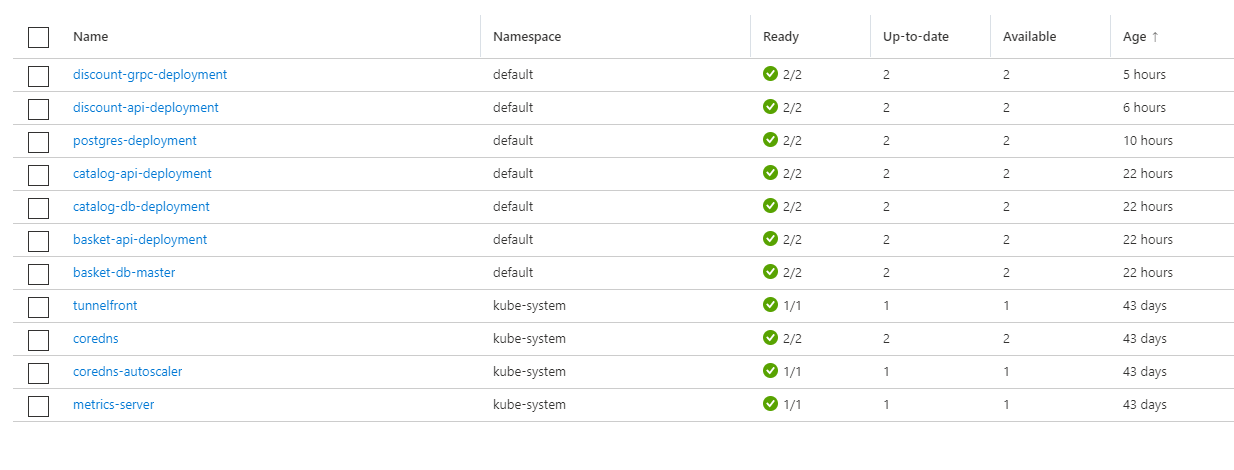 Name Namespace Ready Up-to-date Available Age ↑
discount-grpc-deployment default 2/2 2 2 5 hours
discount-api-deployment default 2/2 2 2 6 hours
postgres-deployment default 2/2 2 2 10 hours
catalog-api-deployment default 2/2 2 2 22 hours
catalog-db-deployment default 2/2 2 2 22 hours
basket-api-deployment default 2/2 2 2 22 hours
basket-db-master default 2/2 2 2 22 hours
tunnelfront kube-system 1/1 1 1 43 days
coredns kube-system 2/2 2 2 43 days
coredns-autoscaler kube-system 1/1 1 1 43 days
metrics-server kube-system 1/1 1 1 43 days